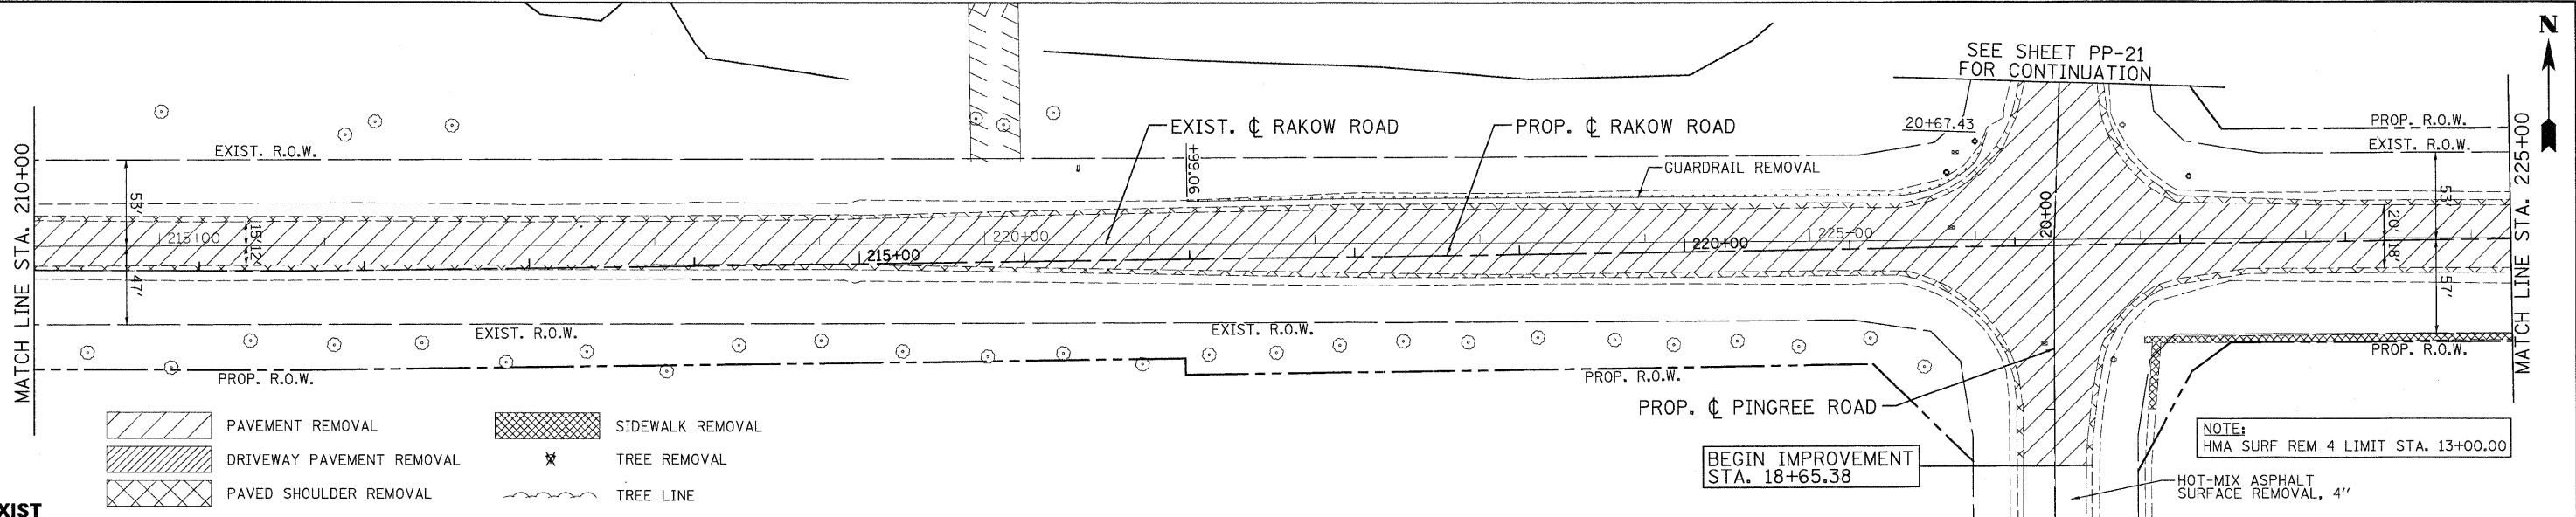 N
SEE SHEET PP-21
FOR CONTINUATION
EXIST. ℄ RAKOW ROAD
PROP. ℄ RAKOW ROAD
20+67.43
PROP. R.O.W.
EXIST. R.O.W.
EXIST. R.O.W.
+99.06
GUARDRAIL REMOVAL
MATCH LINE STA. 210+00
MATCH LINE STA. 225+00
53'
15'
12'
47'
215+00
220+00
225+00
215+00
220+00
20+00
53'
20'
18'
57'
EXIST. R.O.W.
EXIST. R.O.W.
PROP. R.O.W.
PROP. R.O.W.
PROP. R.O.W.
PROP. ℄ PINGREE ROAD
PAVEMENT REMOVAL
SIDEWALK REMOVAL
DRIVEWAY PAVEMENT REMOVAL
TREE REMOVAL
PAVED SHOULDER REMOVAL
TREE LINE
BEGIN IMPROVEMENT
STA. 18+65.38
NOTE:
HMA SURF REM 4 LIMIT STA. 13+00.00
HOT-MIX ASPHALT
SURFACE REMOVAL, 4"
XIST